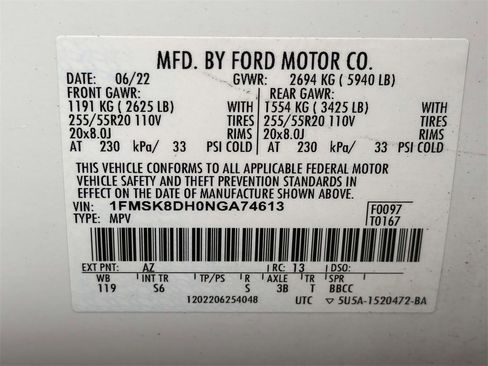 MFD. BY FORD MOTOR CO.
DATE: 06/22 GVWR: 2694 KG ( 5940 LB)
FRONT GAWR: REAR GAWR:
1191 KG ( 2625 LB) WITH 1554 KG ( 3425 LB) WITH
255/55R20 110V TIRES 255/55R20 110V TIRES
20x8.0J RIMS 20x8.0J RIMS
AT 230 kPa/ 33 PSI COLD AT 230 kPa/ 33 PSI COLD
THIS VEHICLE CONFORMS TO ALL APPLICABLE FEDERAL MOTOR
VEHICLE SAFETY AND THEFT PREVENTION STANDARDS IN
EFFECT ON THE DATE OF MANUFACTURE SHOWN ABOVE.
VIN: 1FMSK8DH0NGA74613 F0097
TYPE: MPV T0167
EXT PNT: AZ RC: 13 DSO:
WB INT TR TP/PS R AXLE TR SPR
119 S6 S 3B T BBCC
1202206254048 UTC 5U5A-1520472-BA